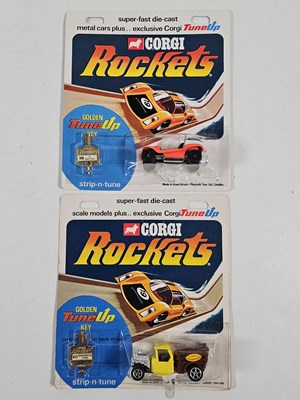 super-fast die-cast
metal cars plus.. exclusive Corgi TuneUp
CORGI
Rockets
GOLDEN
TuneUp
KEY
strip-n-tune
super-fast die-cast
scale models plus.. exclusive Corgi TuneUp
CORGI
Rockets
GOLDEN
TuneUp
KEY
strip-n-tune